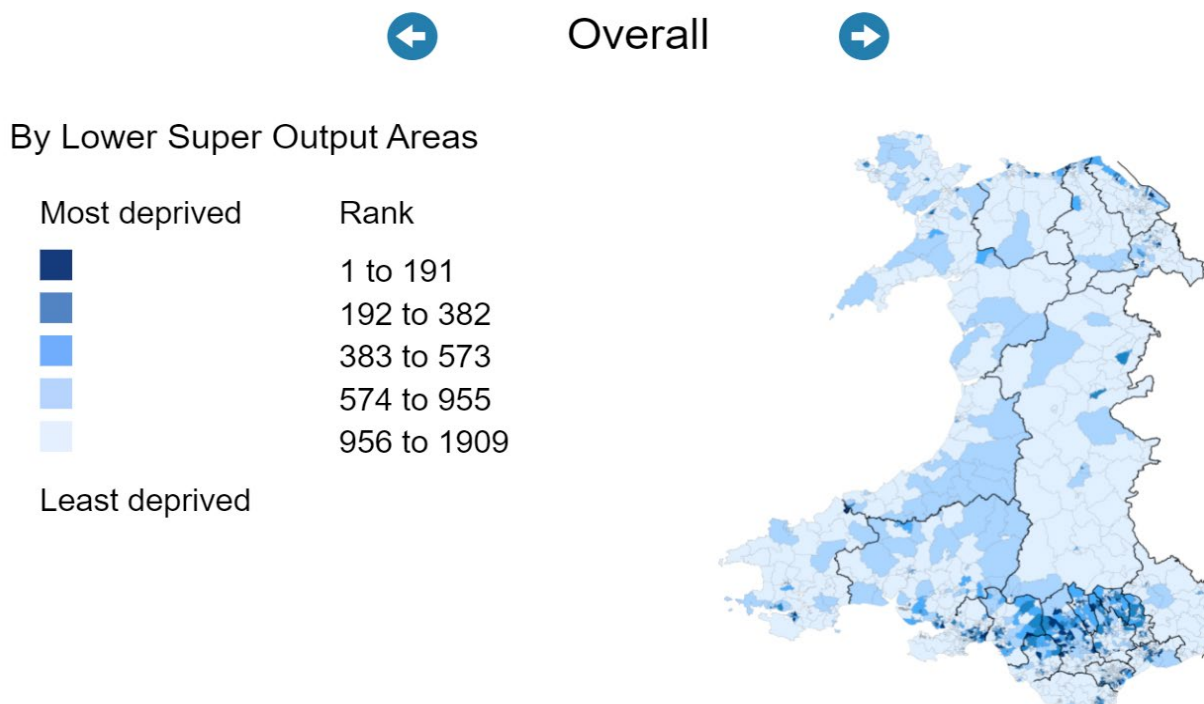 Overall
By Lower Super Output Areas
Most deprived Rank
1 to 191
192 to 382
383 to 573
574 to 955
956 to 1909
Least deprived